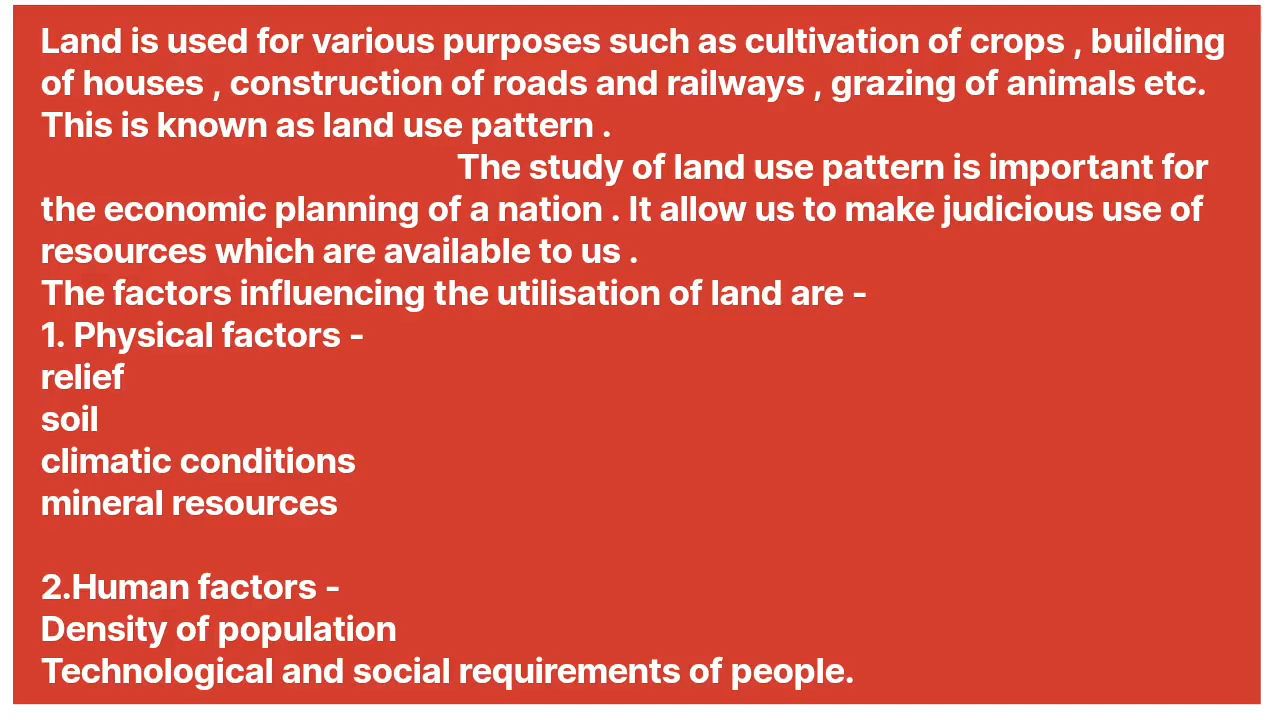 Land is used for various purposes such as cultivation of crops , building
of houses , construction of roads and railways , grazing of animals etc.
This is known as land use pattern .
The study of land use pattern is important for
the economic planning of a nation . It allow us to make judicious use of
resources which are available to us .
The factors influencing the utilisation of land are -
1. Physical factors -
relief
soil
climatic conditions
mineral resources
2.Human factors -
Density of population
Technological and social requirements of people.